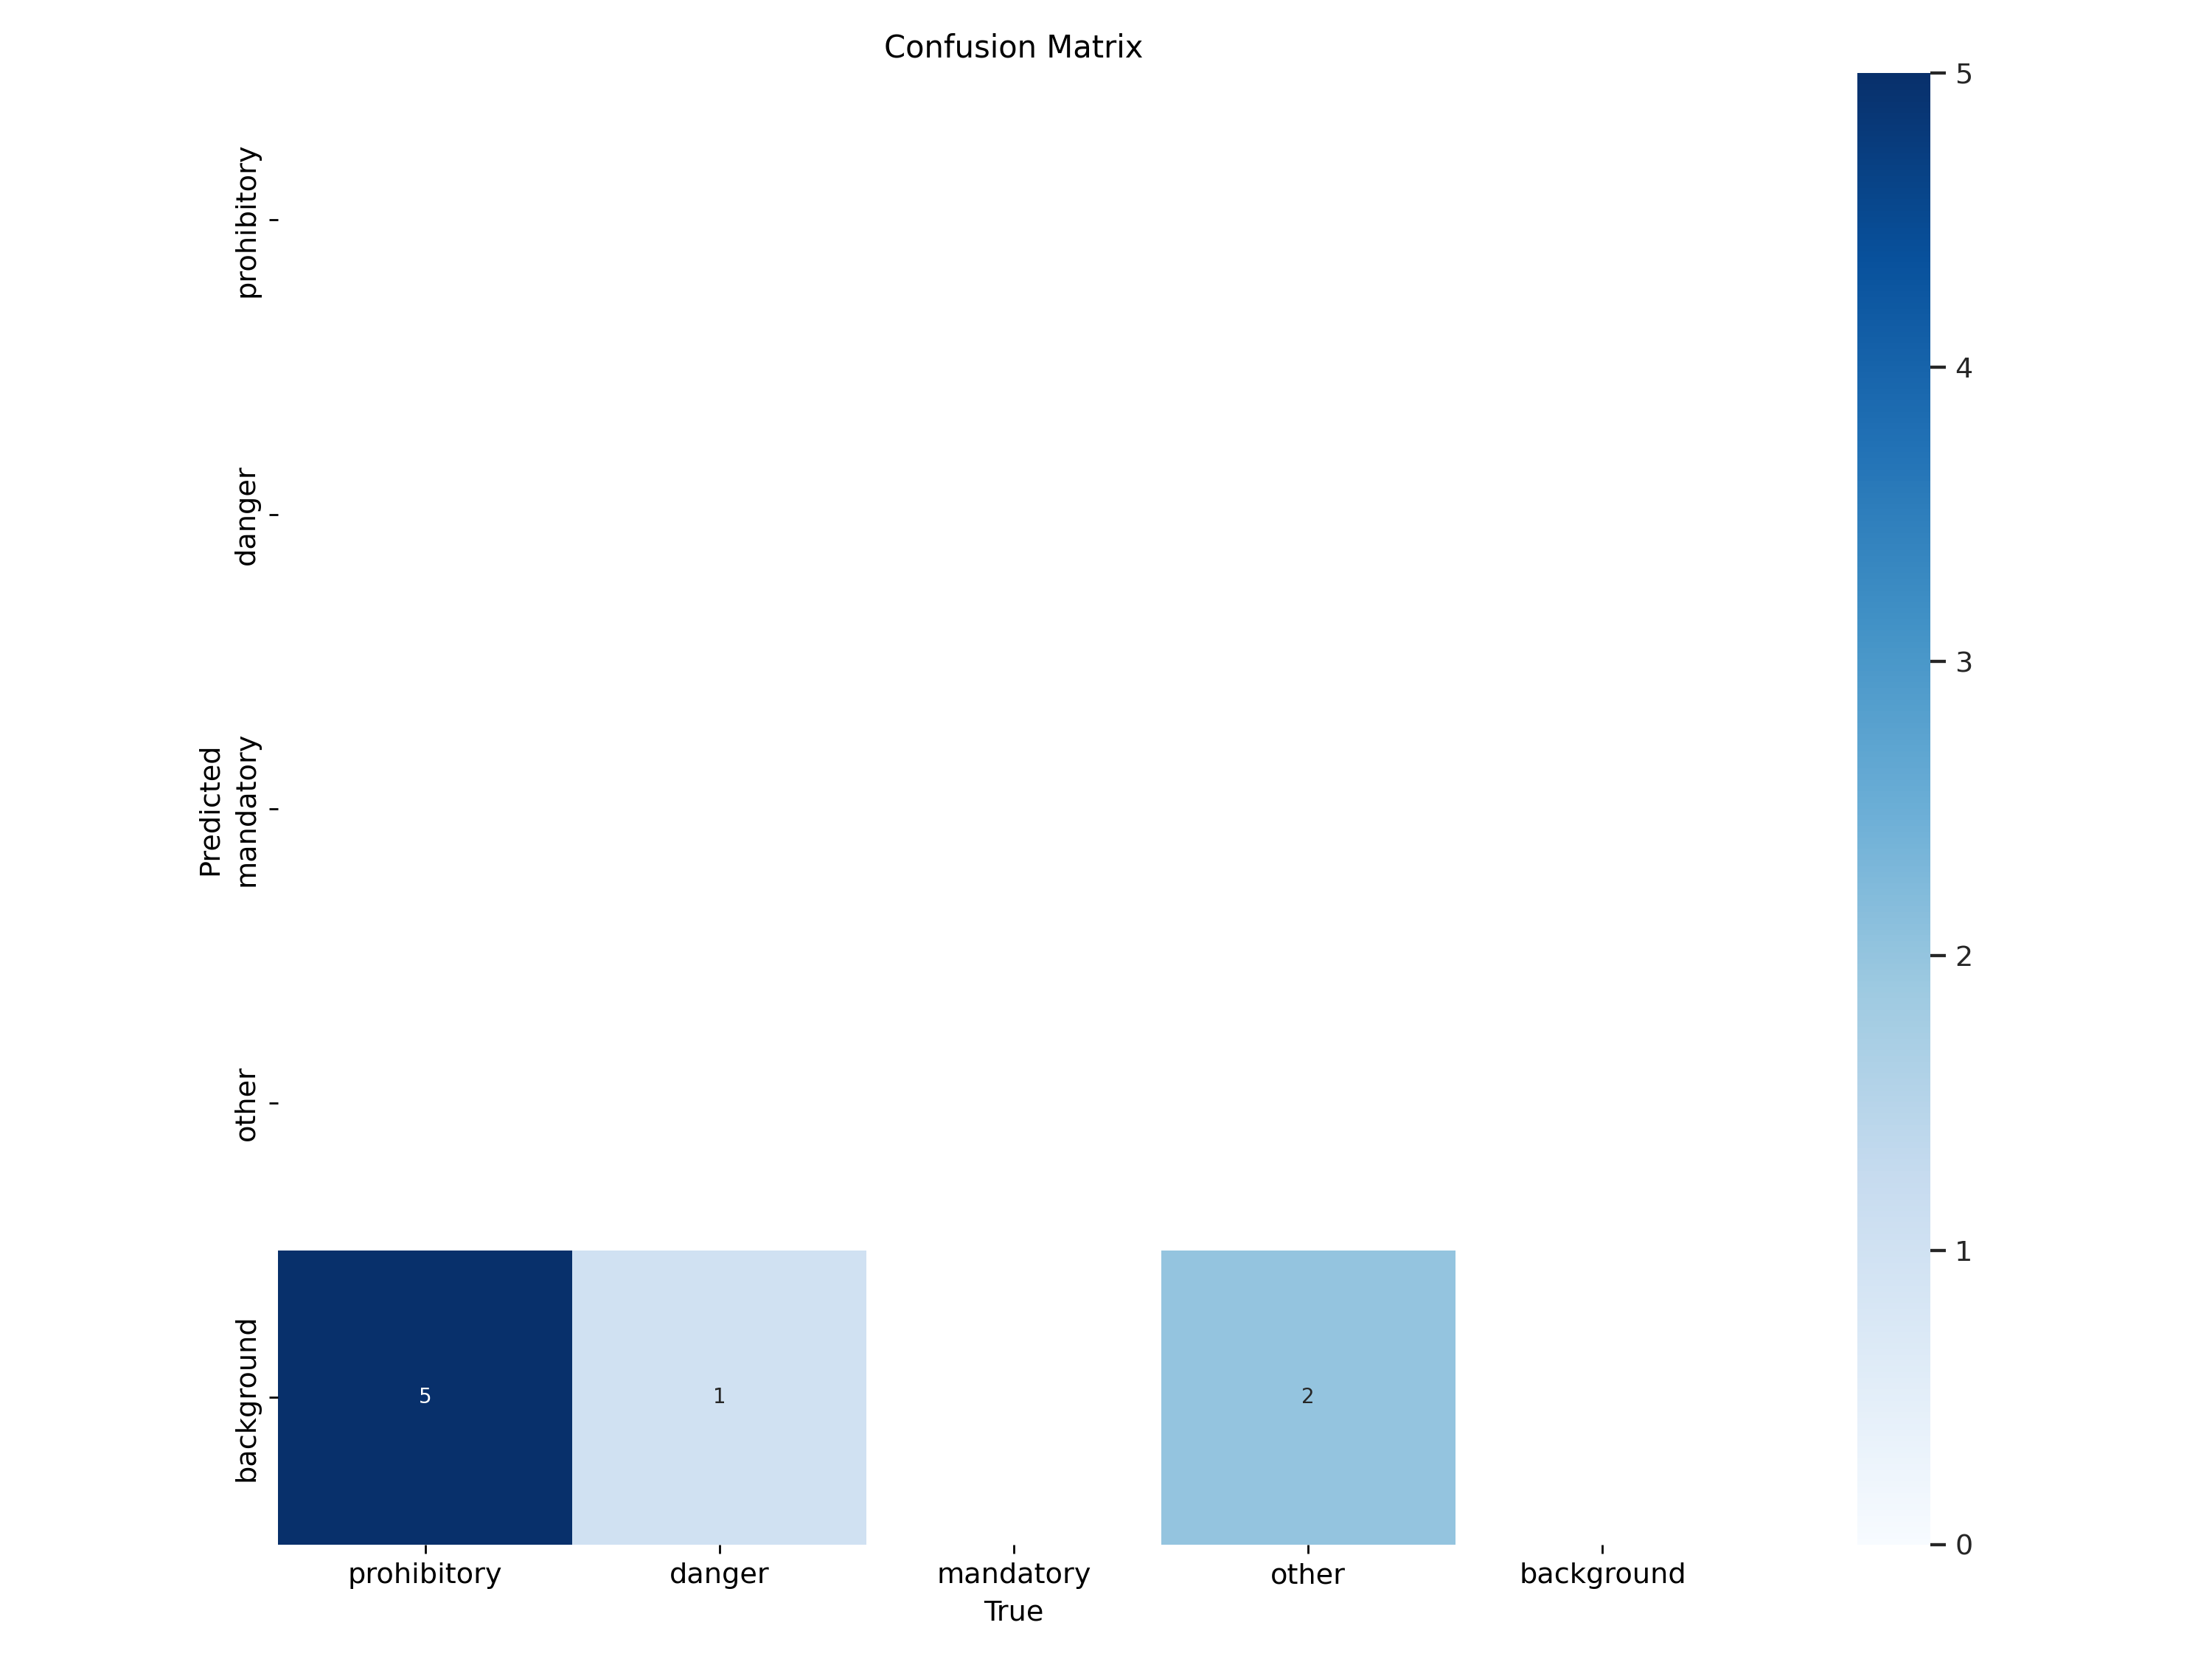 Confusion Matrix
prohibitory
danger
mandatory
other
background
Predicted
5
1
2
prohibitory
danger
mandatory
other
background
True
5
4
3
2
1
0